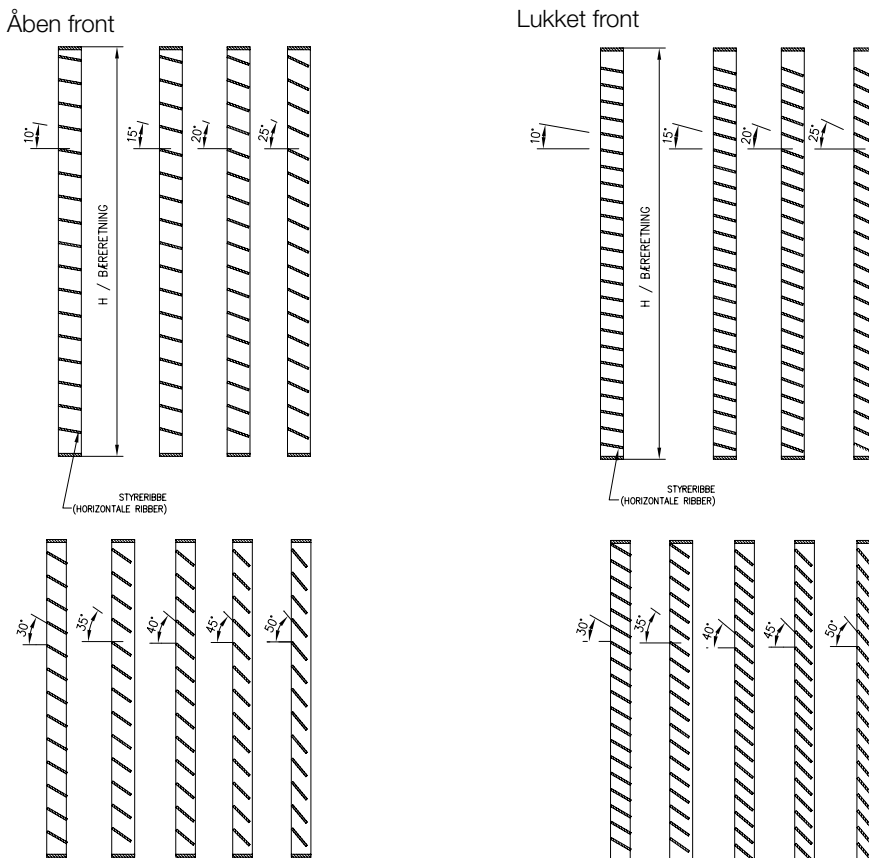 Åben front
10°
15°
20°
25°
H / BÆRERETNING
STYRERIBBE
(HORIZONTALE RIBBER)
30°
35°
40°
45°
50°
Lukket front
10°
15°
20°
25°
H / BÆRERETNING
STYRERIBBE
(HORIZONTALE RIBBER)
30°
35°
40°
45°
50°